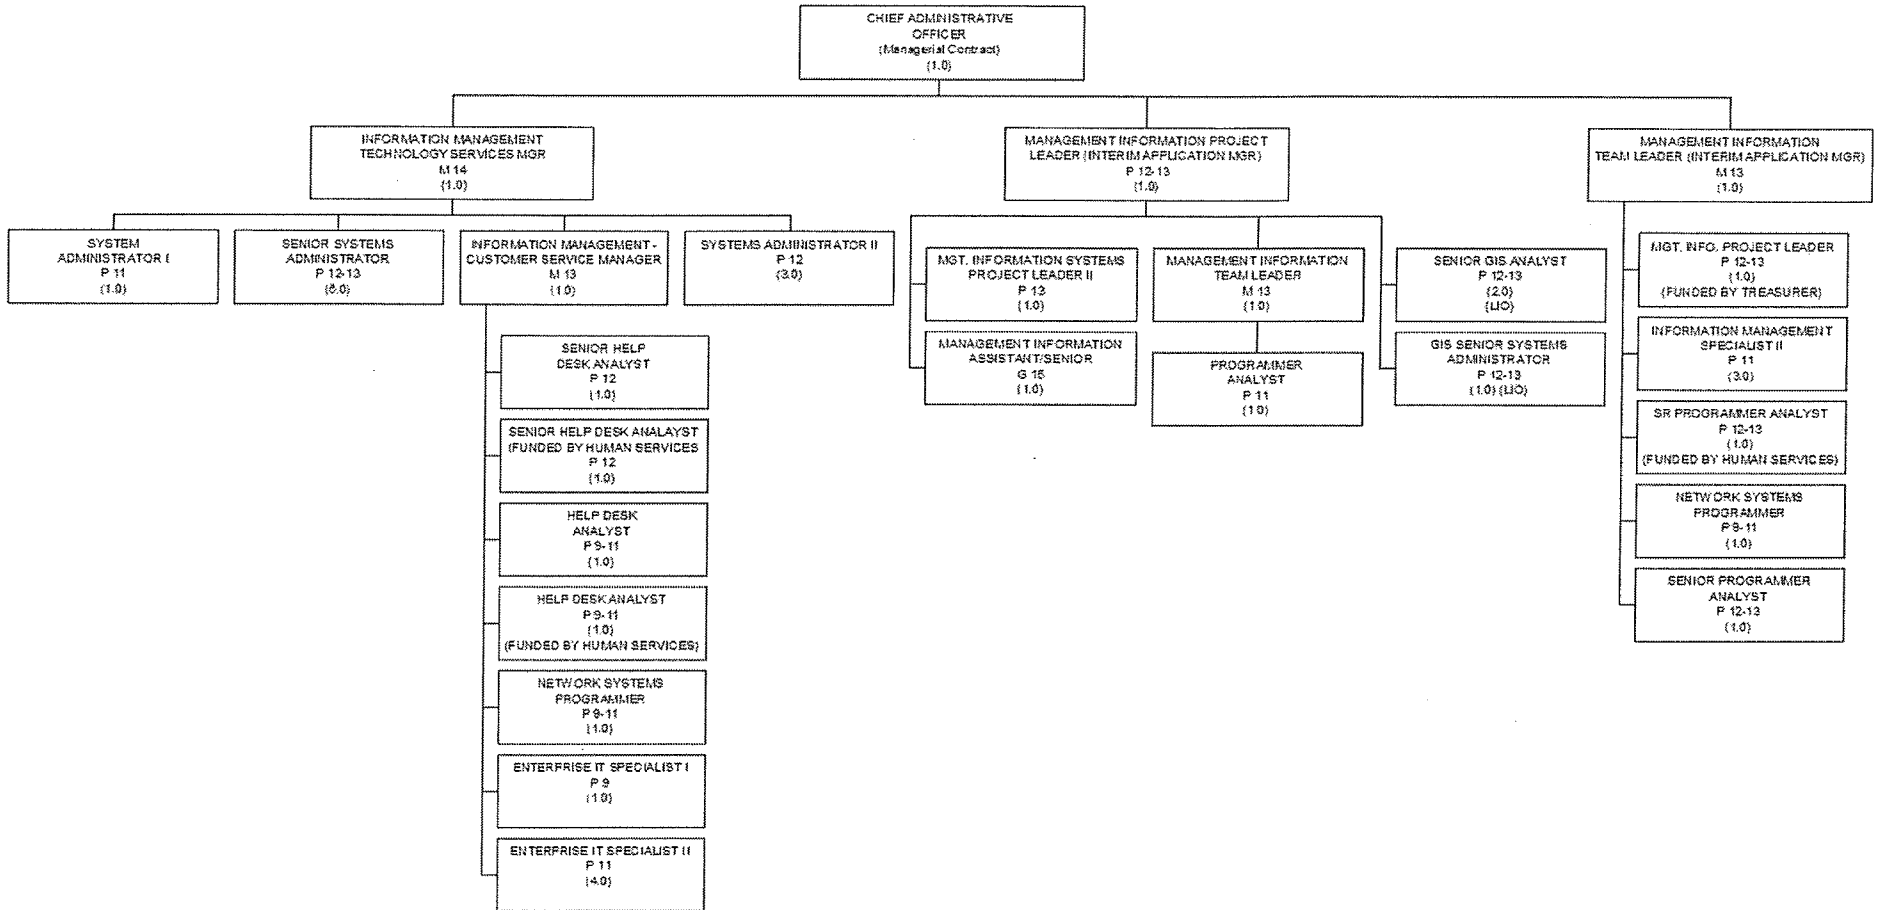 CHIEF ADMINISTRATIVE
OFFICER
(Managerial Contract)
(1.0)
INFORMATION MANAGEMENT
TECHNOLOGY SERVICES MGR
M 14
(1.0)
MANAGEMENT INFORMATION PROJECT
LEADER (INTERIM APPLICATION MGR)
P 12-13
(1.0)
MANAGEMENT INFORMATION
TEAM LEADER (INTERIM APPLICATION MGR)
M 13
(1.0)
SYSTEM
ADMINISTRATOR I
P 11
(1.0)
SENIOR SYSTEMS
ADMINISTRATOR
P 12-13
INFORMATION MANAGEMENT -
CUSTOMER SERVICE MANAGER
M 13
(1.0)
SYSTEMS ADMINISTRATOR II
P 12
(3.0)
SENIOR HELP
DESK ANALYST
P 12
(1.0)
SENIOR HELP DESK ANALAYST
(FUNDED BY HUMAN SERVICES
P 12
(1.0)
HELP DESK
ANALYST
P 9-11
(1.0)
HELP DESK ANALYST
P 9-11
(1.0)
(FUNDED BY HUMAN SERVICES)
NETWORK SYSTEMS
PROGRAMMER
P 9-11
(1.0)
ENTERPRISE IT SPECIALIST I
P 9
(1.0)
ENTERPRISE IT SPECIALIST II
P 11
(4.0)
MGT. INFORMATION SYSTEMS
PROJECT LEADER II
P 13
(1.0)
MANAGEMENT INFORMATION
ASSISTANT/SENIOR
G 15
(1.0)
MANAGEMENT INFORMATION
TEAM LEADER
M 13
(1.0)
PROGRAMMER
ANALYST
P 11
(1.0)
SENIOR GIS ANALYST
P 12-13
(2.0)
(LIO)
GIS SENIOR SYSTEMS
ADMINISTRATOR
P 12-13
(1.0) (LIO)
MGT. INFO. PROJECT LEADER
P 12-13
(1.0)
(FUNDED BY TREASURER)
INFORMATION MANAGEMENT
SPECIALIST II
P 11
(3.0)
SR PROGRAMMER ANALYST
P 12-13
(1.0)
(FUNDED BY HUMAN SERVICES)
NETWORK SYSTEMS
PROGRAMMER
P 9-11
(1.0)
SENIOR PROGRAMMER
ANALYST
P 12-13
(1.0)